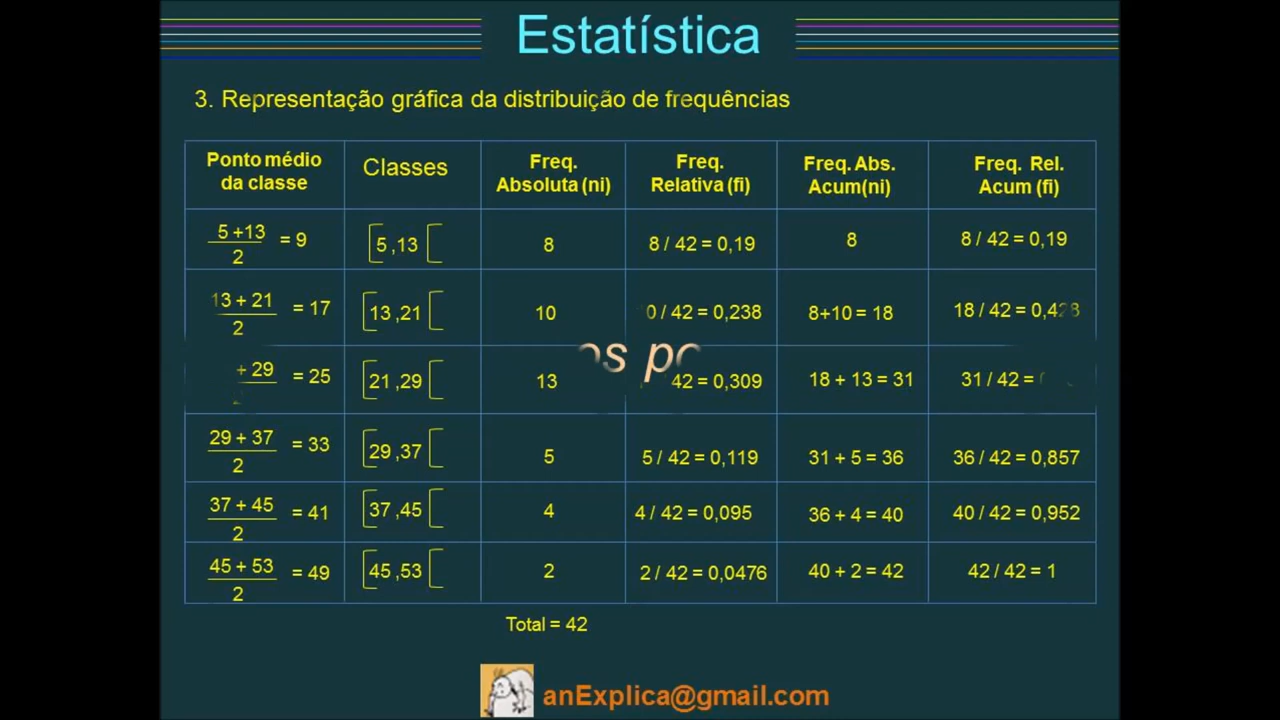 Estatística
3. Representação gráfica da distribuição de frequências
Ponto médio da classe | Classes | Freq. Absoluta (ni) | Freq. Relativa (fi) | Freq. Abs. Acum(ni) | Freq. Rel. Acum (fi)
5 +13 / 2 = 9 | [5 ,13 [ | 8 | 8 / 42 = 0,19 | 8 | 8 / 42 = 0,19
13 + 21 / 2 = 17 | [13 ,21 [ | 10 | 0 / 42 = 0,238 | 8+10 = 18 | 18 / 42 = 0,428
+ 29 = 25 | [21 ,29 [ | 13 | 42 = 0,309 | 18 + 13 = 31 | 31 / 42 =
29 + 37 / 2 = 33 | [29 ,37 [ | 5 | 5 / 42 = 0,119 | 31 + 5 = 36 | 36 / 42 = 0,857
37 + 45 / 2 = 41 | [37 ,45 [ | 4 | 4 / 42 = 0,095 | 36 + 4 = 40 | 40 / 42 = 0,952
45 + 53 / 2 = 49 | [45 ,53 [ | 2 | 2 / 42 = 0,0476 | 40 + 2 = 42 | 42 / 42 = 1
Total = 42
anExplica@gmail.com